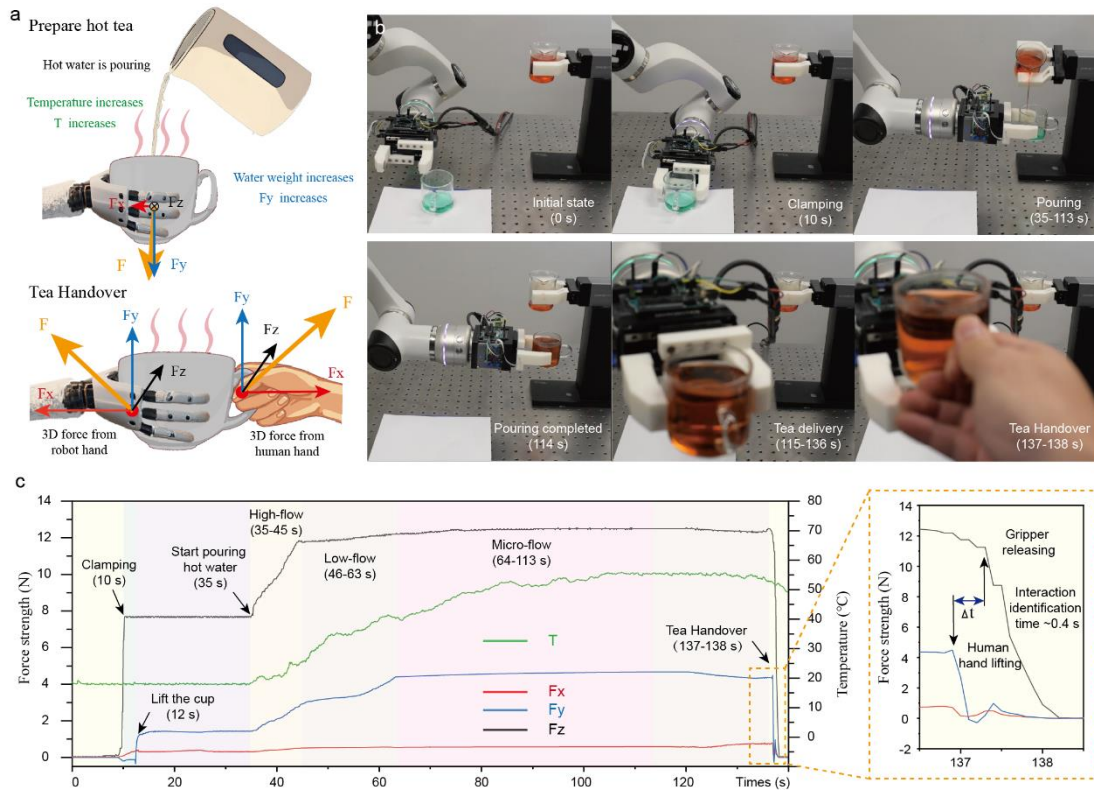 a
Prepare hot tea
Hot water is pouring
Temperature increases
T increases
Water weight increases
Fy increases
Fx
Fz
F
Fy
Tea Handover
F
Fy
Fz
Fx
Fy
Fz
F
Fx
3D force from
robot hand
3D force from
human hand
b
Initial state
(0 s)
Clamping
(10 s)
Pouring
(35-113 s)
Pouring completed
(114 s)
Tea delivery
(115-136 s)
Tea Handover
(137-138 s)
c
Force strength (N)
14
12
10
8
6
4
2
0
0
20
40
60
80
100
120
Times (s)
80
70
60
50
40
30
20
10
0
Temperature (°C)
Clamping
(10 s)
Lift the cup
(12 s)
Start pouring
hot water
(35 s)
High-flow
(35-45 s)
Low-flow
(46-63 s)
Micro-flow
(64-113 s)
T
Fx
Fy
Fz
Tea Handover
(137-138 s)
Force strength (N)
14
12
10
8
6
4
2
0
-2
137
138
Gripper
releasing
Δt
Interaction
identification
time ~0.4 s
Human
hand lifting